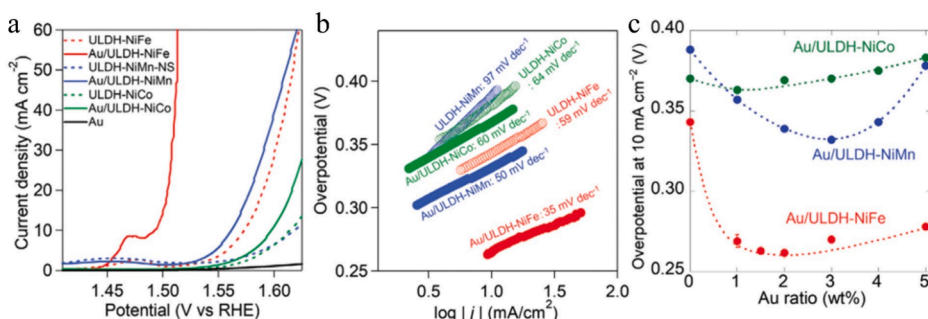 a
60
50
40
30
20
10
0
1.45
1.50
1.55
1.60
Current density (mA cm⁻²)
Potential (V vs RHE)
ULDH-NiFe
Au/ULDH-NiFe
ULDH-NiMn-NS
Au/ULDH-NiMn
ULDH-NiCo
Au/ULDH-NiCo
Au
b
0.40
0.35
0.30
0.25
0.5
1.0
1.5
2.0
Overpotential (V)
log | j | (mA/cm²)
ULDH-NiMn: 97 mV dec⁻¹
ULDH-NiCo
: 64 mV dec⁻¹
Au/ULDH-NiCo: 60 mV dec⁻¹
ULDH-NiFe
: 59 mV dec⁻¹
Au/ULDH-NiMn: 50 mV dec⁻¹
Au/ULDH-NiFe: 35 mV dec⁻¹
c
0.40
0.35
0.30
0.25
0
1
2
3
4
5
Overpotential at 10 mA cm⁻² (V)
Au ratio (wt%)
Au/ULDH-NiCo
Au/ULDH-NiMn
Au/ULDH-NiFe